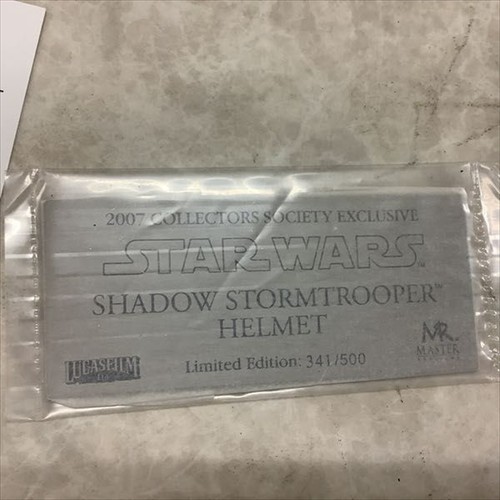 2007 COLLECTORS SOCIETY EXCLUSIVE
STAR WARS
SHADOW STORMTROOPER™
HELMET
MR
MASTER
LUCASFILM
Limited Edition: 341/500